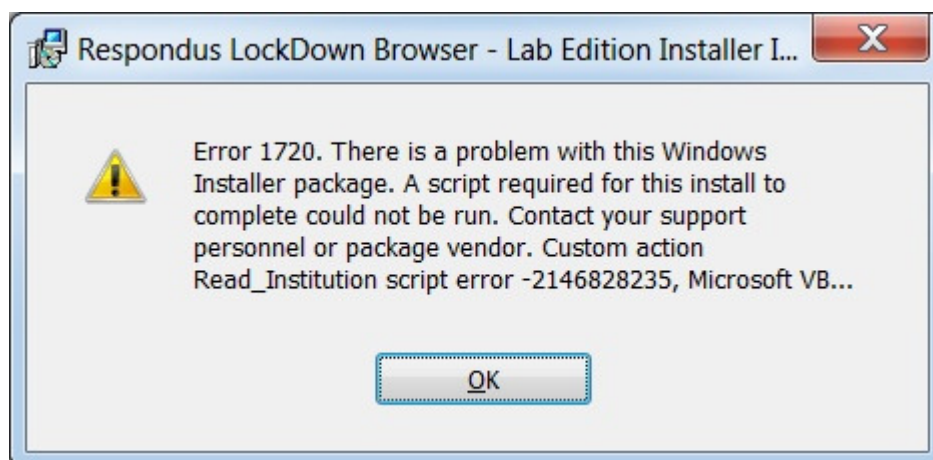 Respondus LockDown Browser - Lab Edition Installer I...
Error 1720. There is a problem with this Windows
Installer package. A script required for this install to
complete could not be run. Contact your support
personnel or package vendor. Custom action
Read_Institution script error -2146828235, Microsoft VB...
OK